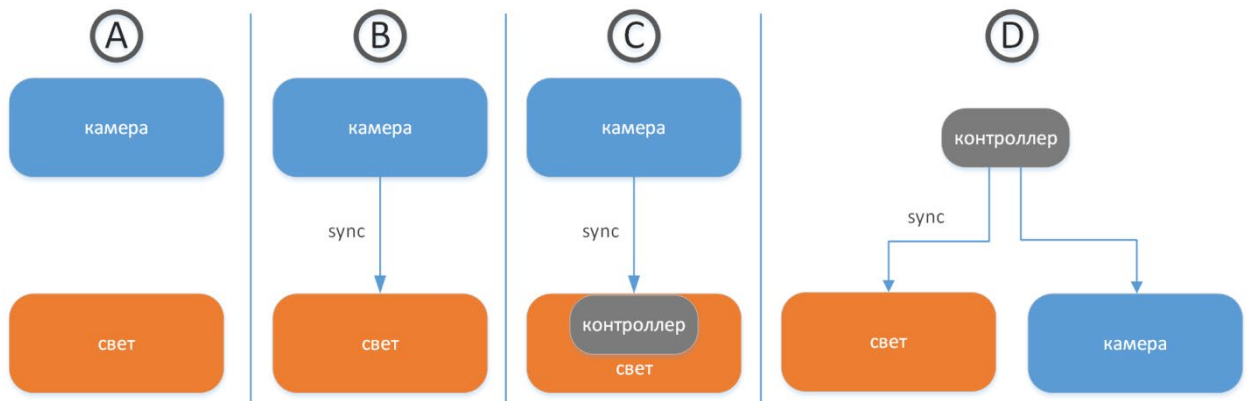 A
B
C
D
камера
камера
камера
контроллер
sync
sync
sync
свет
свет
контроллер
свет
свет
камера